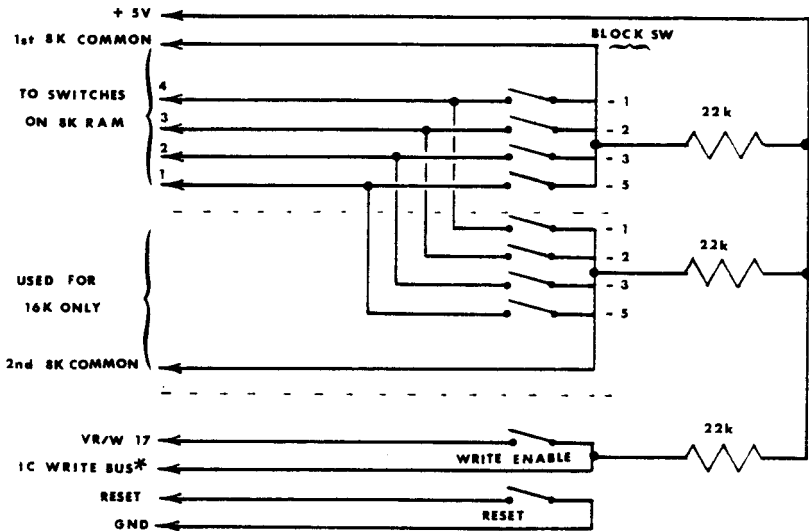 + 5V
1st 8K COMMON
BLOCK SW
TO SWITCHES
ON 8K RAM
4
3
2
1
- 1
- 2
- 3
- 5
22k
USED FOR
16K ONLY
- 1
- 2
- 3
- 5
22k
2nd 8K COMMON
VR/W 17
IC WRITE BUS*
WRITE ENABLE
22k
RESET
RESET
GND